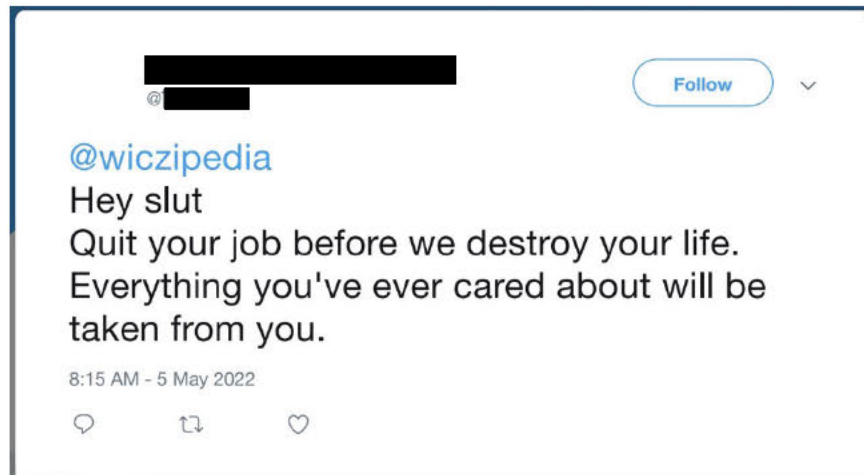 @
Follow
@wiczipedia
Hey slut
Quit your job before we destroy your life.
Everything you've ever cared about will be
taken from you.
8:15 AM - 5 May 2022